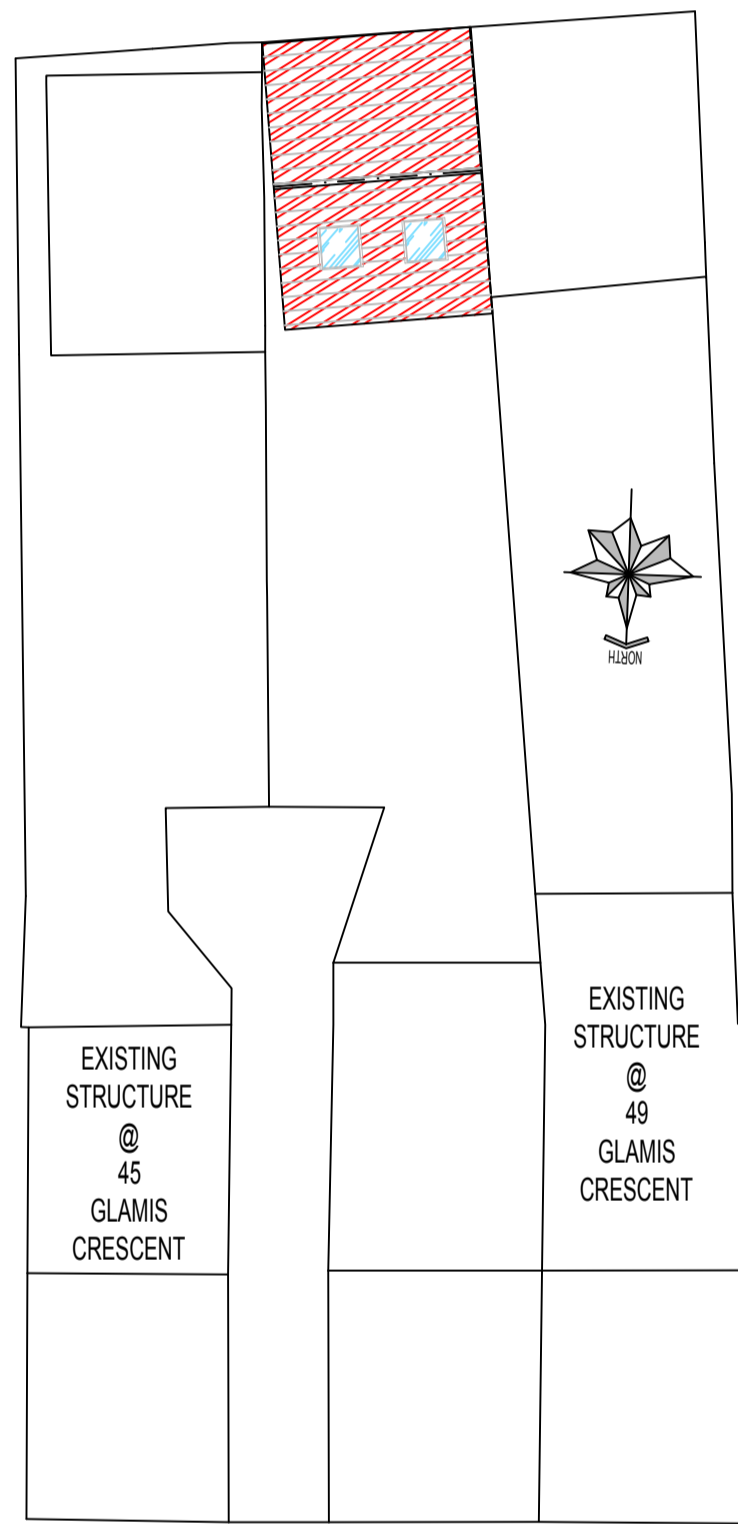 NORTH
EXISTING
STRUCTURE
@
49
GLAMIS
CRESCENT
EXISTING
STRUCTURE
@
45
GLAMIS
CRESCENT